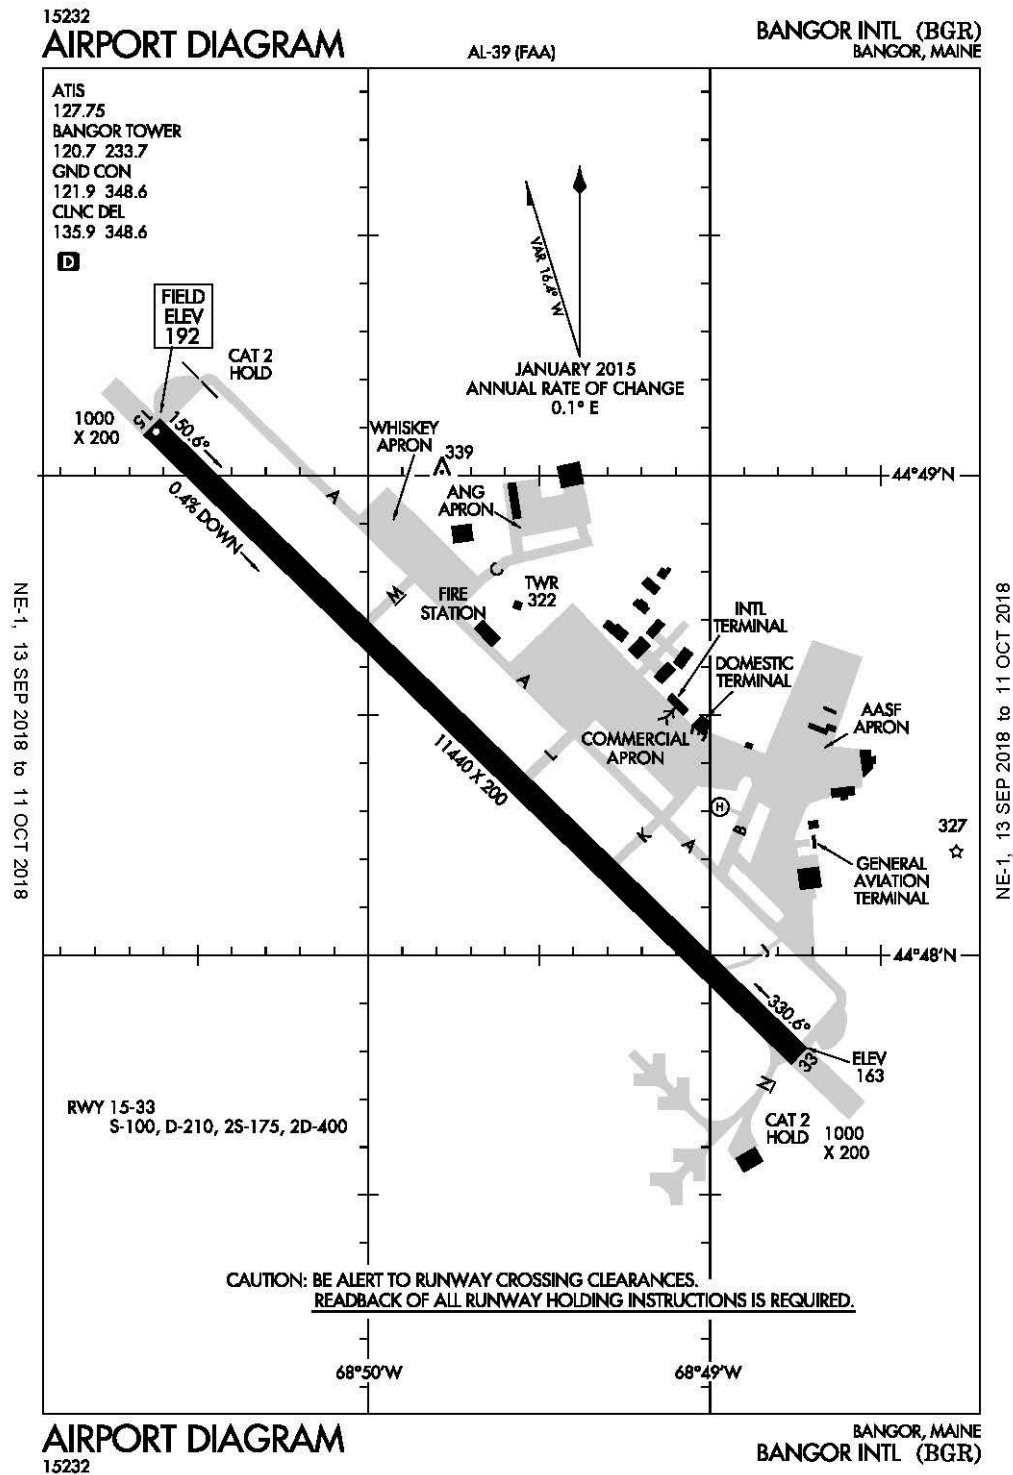 15232
AIRPORT DIAGRAM
AL-39 (FAA)
BANGOR INTL (BGR)
BANGOR, MAINE
ATIS
127.75
BANGOR TOWER
120.7 233.7
GND CON
121.9 348.6
CLNC DEL
135.9 348.6
D
VAR 16.4° W
JANUARY 2015
ANNUAL RATE OF CHANGE
0.1° E
FIELD
ELEV
192
CAT 2
HOLD
1000
X 200
15
150.6°
0.4% DOWN
A
WHISKEY
APRON
339
ANG
APRON
44°49'N
C
TWR
322
M
FIRE
STATION
INTL
TERMINAL
DOMESTIC
TERMINAL
A
AASF
APRON
COMMERCIAL
APRON
11440 X 200
L
H
K
A
B
327
GENERAL
AVIATION
TERMINAL
J
44°48'N
330.6°
33
ELEV
163
N
CAT 2
HOLD
1000
X 200
RWY 15-33
S-100, D-210, 2S-175, 2D-400
CAUTION: BE ALERT TO RUNWAY CROSSING CLEARANCES.
READBACK OF ALL RUNWAY HOLDING INSTRUCTIONS IS REQUIRED.
68°50'W
68°49'W
NE-1, 13 SEP 2018 to 11 OCT 2018
NE-1, 13 SEP 2018 to 11 OCT 2018
AIRPORT DIAGRAM
15232
BANGOR, MAINE
BANGOR INTL (BGR)